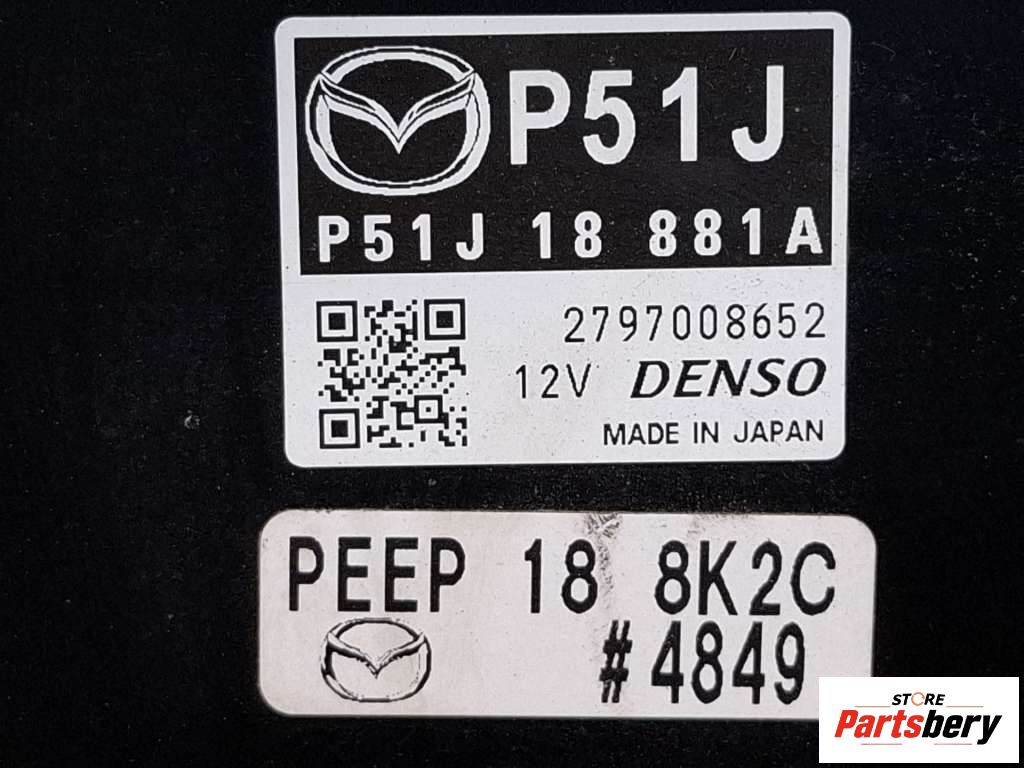 P51J
P51J 18 881A
2797008652
12V DENSO
MADE IN JAPAN
PEEP 18 8K2C
#4849
STORE
Partsbery